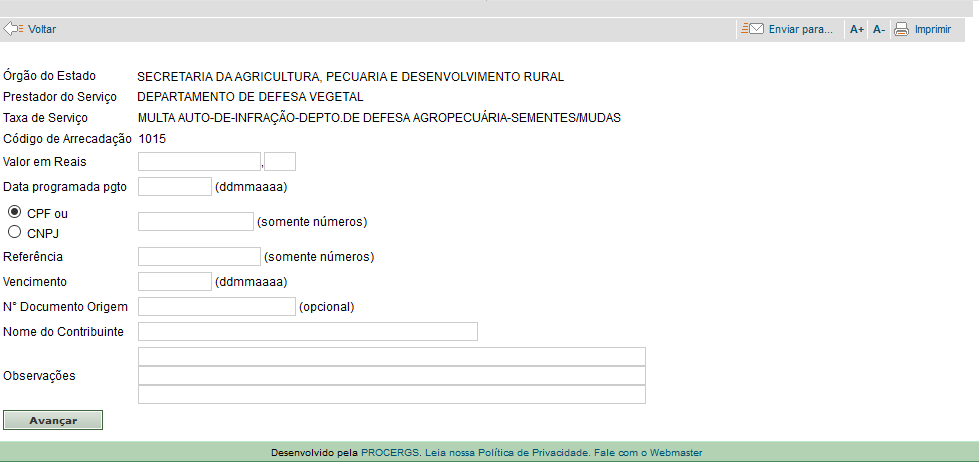 Voltar Enviar para... A+ A- Imprimir
Órgão do Estado SECRETARIA DA AGRICULTURA, PECUARIA E DESENVOLVIMENTO RURAL
Prestador do Serviço DEPARTAMENTO DE DEFESA VEGETAL
Taxa de Serviço MULTA AUTO-DE-INFRAÇÃO-DEPTO.DE DEFESA AGROPECUÁRIA-SEMENTES/MUDAS
Código de Arrecadação 1015
Valor em Reais ,
Data programada pgto (ddmmaaaa)
CPF ou
CNPJ (somente números)
Referência (somente números)
Vencimento (ddmmaaaa)
N° Documento Origem (opcional)
Nome do Contribuinte
Observações
Avançar
Desenvolvido pela PROCERGS. Leia nossa Política de Privacidade. Fale com o Webmaster